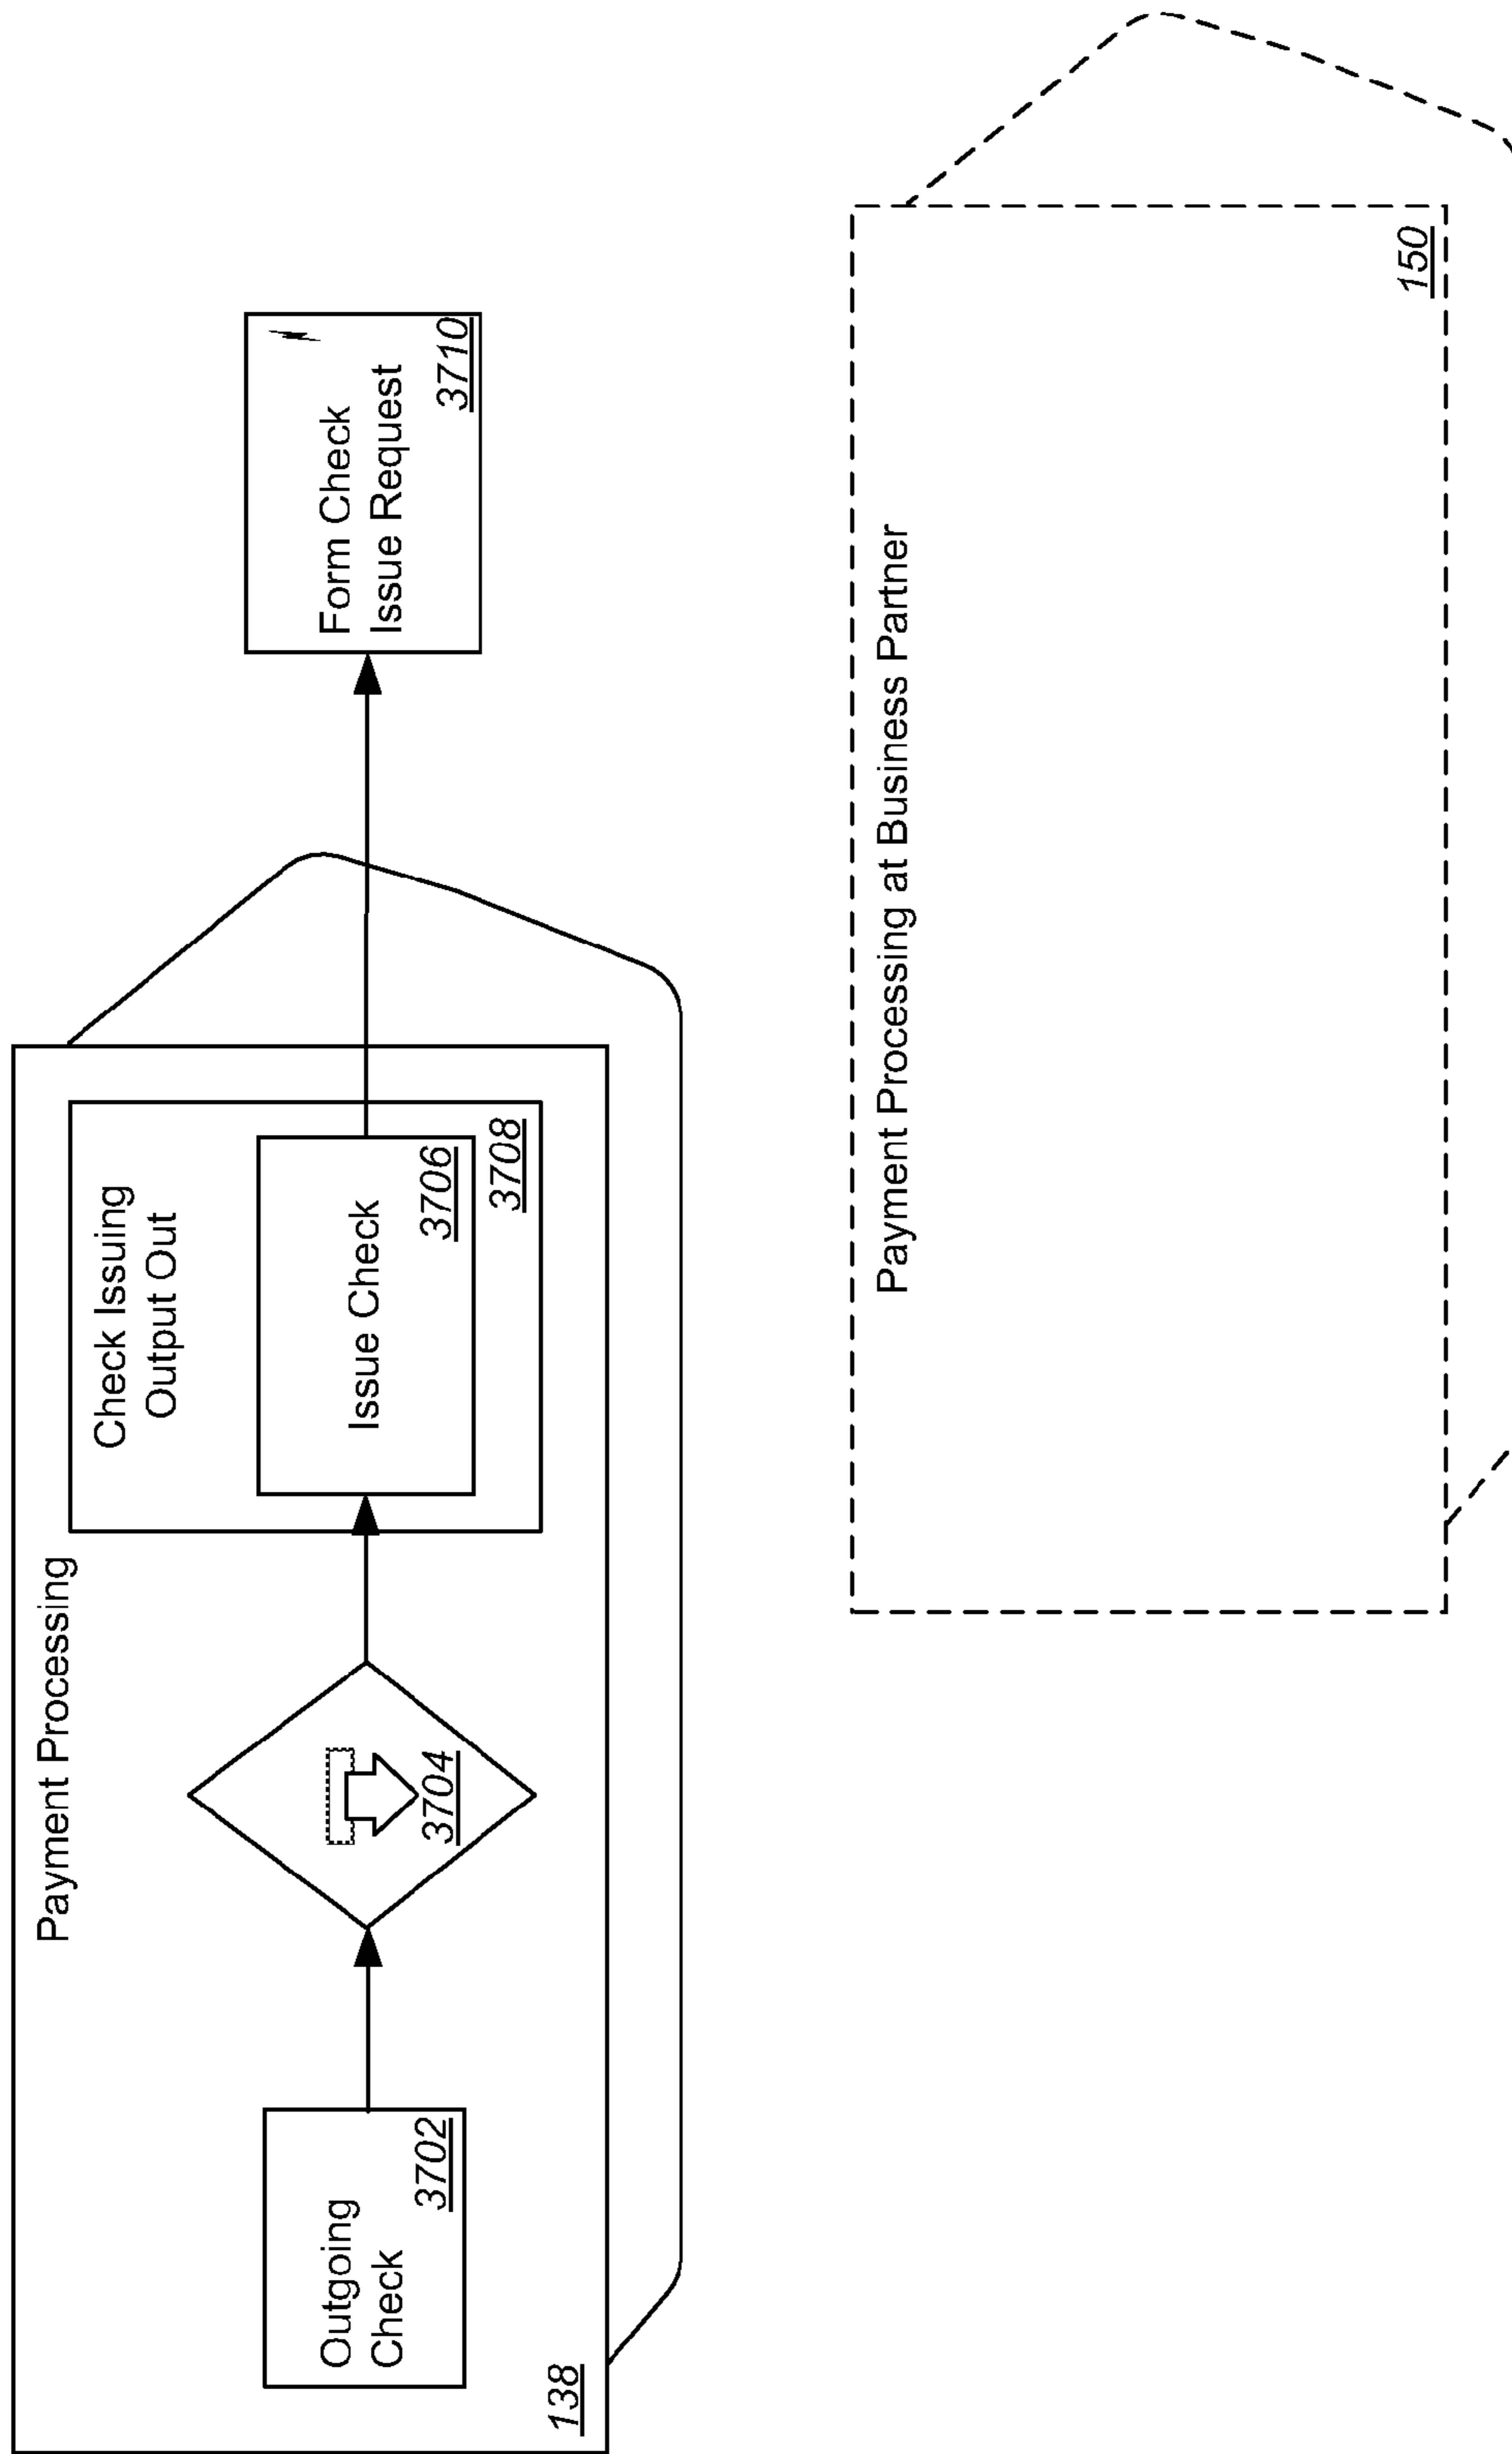 Payment Processing
Outgoing
Check
3702
3704
Check Issuing
Output Out
Issue Check
3706
3708
138
Form Check
Issue Request
3710
Payment Processing at Business Partner
150